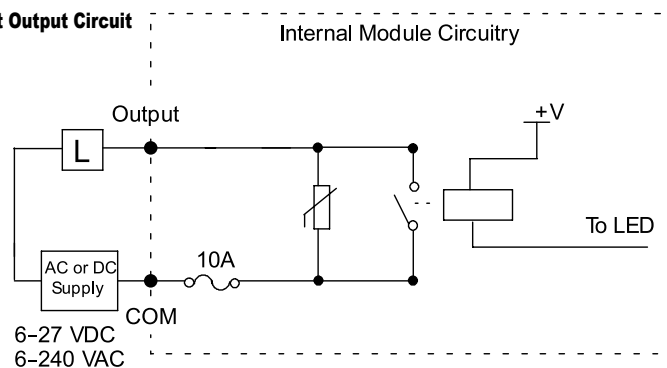 t Output Circuit
Internal Module Circuitry
Output
+V
L
To LED
AC or DC
Supply
10A
COM
6–27 VDC
6–240 VAC